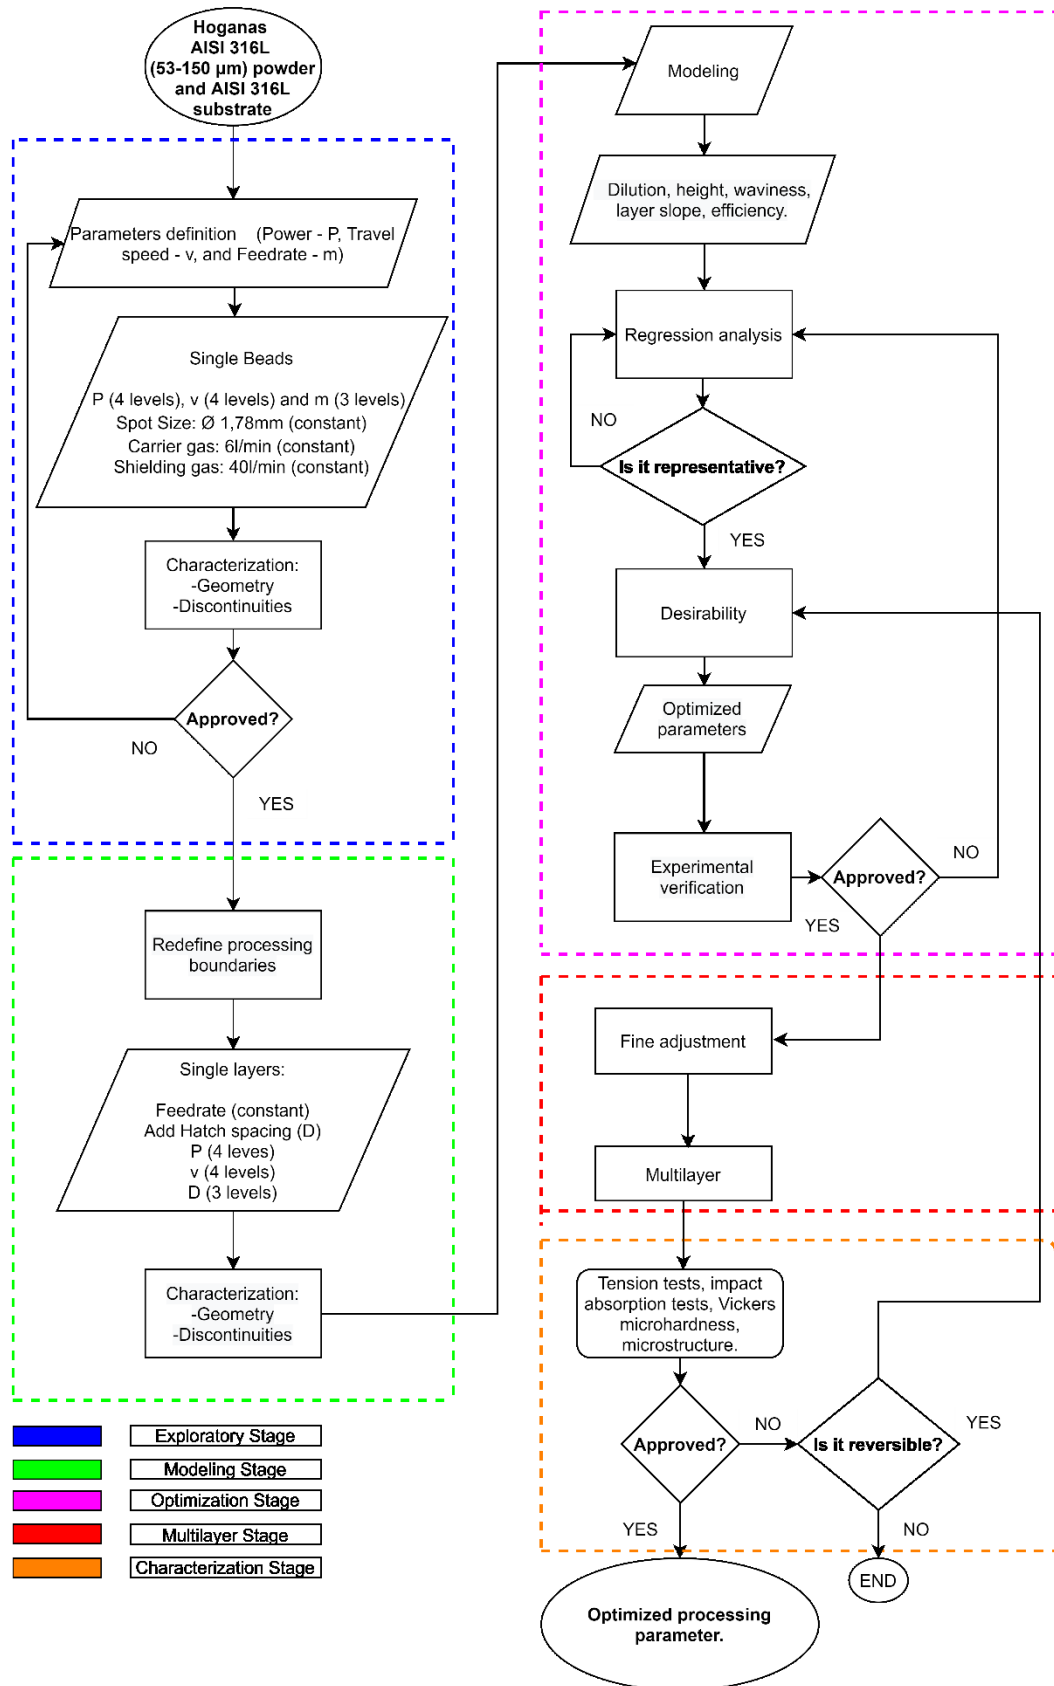 Hoganas
AISI 316L
(53-150 µm) powder
and AISI 316L
substrate
Parameters definition (Power - P, Travel
speed - v, and Feedrate - m)
Single Beads
P (4 levels), v (4 levels) and m (3 levels)
Spot Size: Ø 1,78mm (constant)
Carrier gas: 6l/min (constant)
Shielding gas: 40l/min (constant)
Characterization:
-Geometry
-Discontinuities
Approved?
NO
YES
Redefine processing
boundaries
Single layers:
Feedrate (constant)
Add Hatch spacing (D)
P (4 leves)
v (4 levels)
D (3 levels)
Characterization:
-Geometry
-Discontinuities
Exploratory Stage
Modeling Stage
Optimization Stage
Multilayer Stage
Characterization Stage
Modeling
Dilution, height, waviness,
layer slope, efficiency.
Regression analysis
NO
Is it representative?
YES
Desirability
Optimized
parameters
Experimental
verification
Approved?
NO
YES
Fine adjustment
Multilayer
Tension tests, impact
absorption tests, Vickers
microhardness,
microstructure.
Approved?
NO
Is it reversible?
YES
YES
NO
END
Optimized processing
parameter.